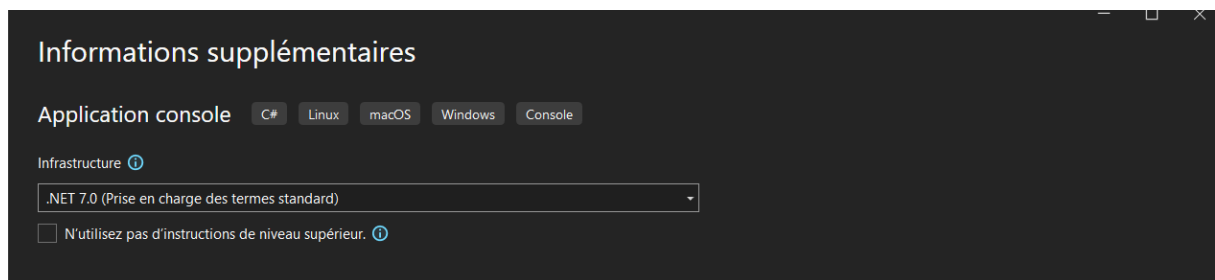 Informations supplémentaires
Application console C# Linux macOS Windows Console
Infrastructure
.NET 7.0 (Prise en charge des termes standard)
N'utilisez pas d'instructions de niveau supérieur.